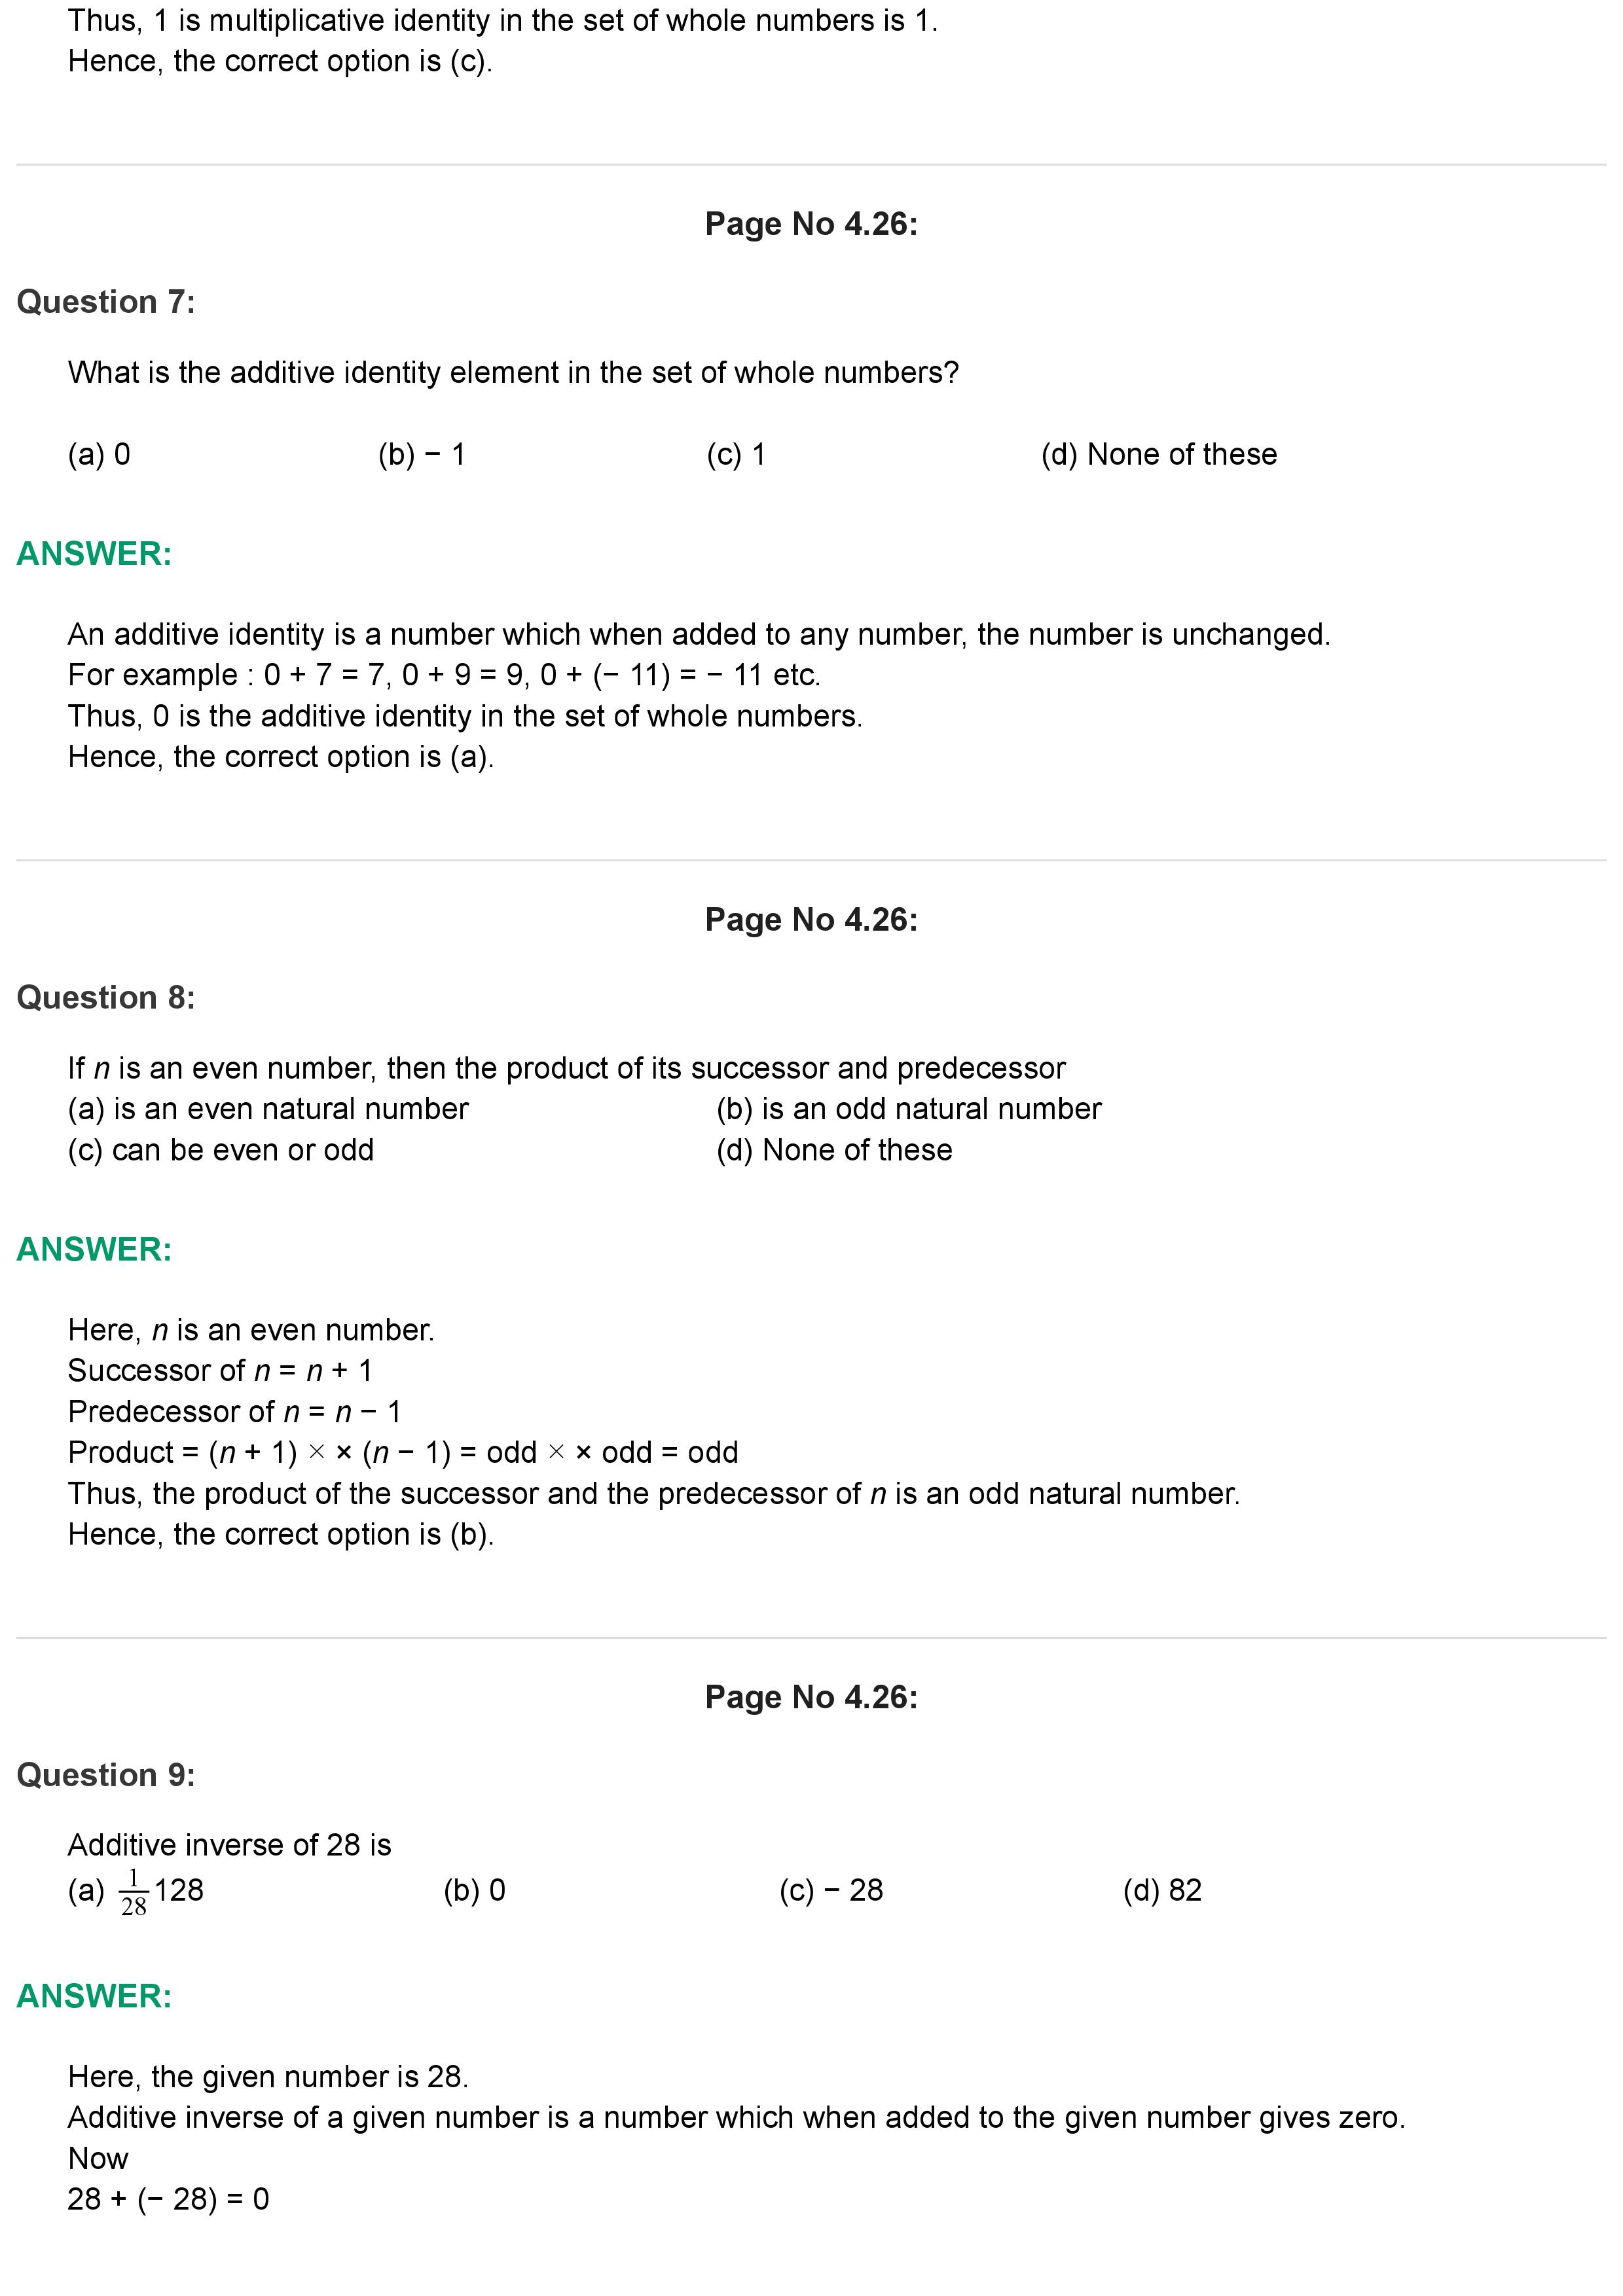 Thus, 1 is multiplicative identity in the set of whole numbers is 1.
Hence, the correct option is (c).
Page No 4.26:
Question 7:
What is the additive identity element in the set of whole numbers?
(a) 0 (b) − 1 (c) 1 (d) None of these
ANSWER:
An additive identity is a number which when added to any number, the number is unchanged.
For example : 0 + 7 = 7, 0 + 9 = 9, 0 + (− 11) = − 11 etc.
Thus, 0 is the additive identity in the set of whole numbers.
Hence, the correct option is (a).
Page No 4.26:
Question 8:
If n is an even number, then the product of its successor and predecessor
(a) is an even natural number (b) is an odd natural number
(c) can be even or odd (d) None of these
ANSWER:
Here, n is an even number.
Successor of n = n + 1
Predecessor of n = n − 1
Product = (n + 1) × × (n − 1) = odd × × odd = odd
Thus, the product of the successor and the predecessor of n is an odd natural number.
Hence, the correct option is (b).
Page No 4.26:
Question 9:
Additive inverse of 28 is
(a) 1/28 128 (b) 0 (c) − 28 (d) 82
ANSWER:
Here, the given number is 28.
Additive inverse of a given number is a number which when added to the given number gives zero.
Now
28 + (− 28) = 0